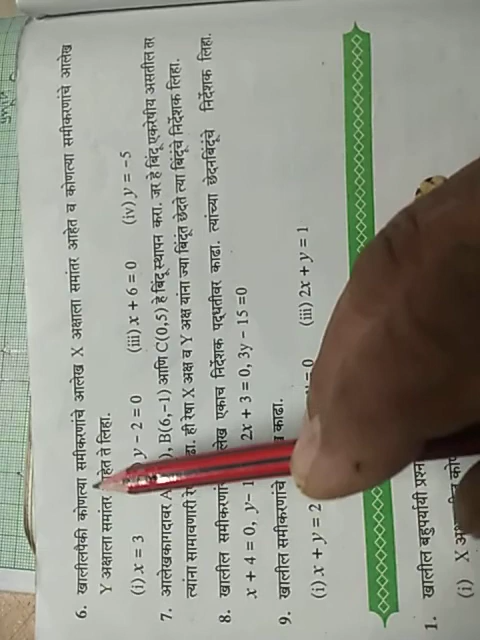 6. खालीलपैकी कोणत्या समीकरणांचे आलेख X अक्षाला समांतर आहेत व कोणत्या समीकरणांचे आलेख
Y अक्षाला समांतर आहेत ते लिहा.
(i) x = 3 y - 2 = 0 (iii) x + 6 = 0 (iv) y = -5
7. आलेखकागदावर A B(6,-1) आणि C(0,5) हे बिंदू स्थापन करा. जर हे बिंदू एकरेषीय असतील तर
त्यांना सामावणारी ही रेषा X अक्ष व Y अक्ष यांना ज्या बिंदूंत छेदते त्या बिंदूंचे निर्देशक लिहा.
8. खालील समीकरणां एकाच निर्देशक पद्धतीवर काढा. त्यांच्या छेदनबिंदूंचे निर्देशक लिहा.
x + 4 = 0, y - 1 2x + 3 = 0, 3y - 15 = 0
9. खालील समीकरणांचे काढा.
(i) x + y = 2 = 0 (iii) 2x + y = 1
1. खालील बहुपर्यायी प्रश्नां
(i) X